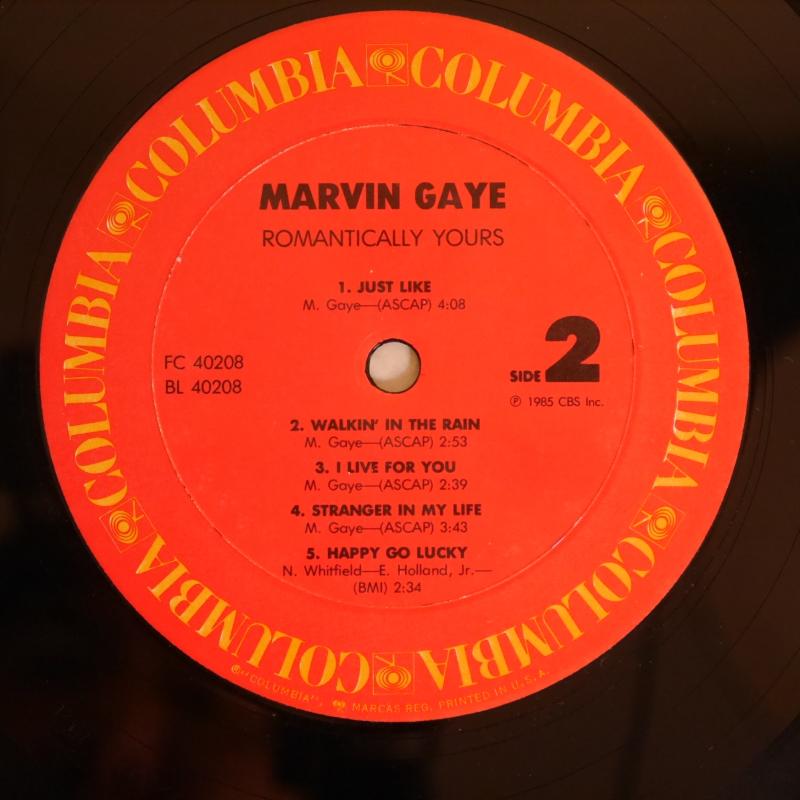 COLUMBIA COLUMBIA COLUMBIA COLUMBIA COLUMBIA COLUMBIA COLUMBIA COLUMBIA
MARVIN GAYE
ROMANTICALLY YOURS
1. JUST LIKE
M. Gaye—(ASCAP) 4:08
FC 40208
BL 40208
SIDE 2
℗ 1985 CBS Inc.
2. WALKIN' IN THE RAIN
M. Gaye—(ASCAP) 2:53
3. I LIVE FOR YOU
M. Gaye—(ASCAP) 2:39
4. STRANGER IN MY LIFE
M. Gaye—(ASCAP) 3:43
5. HAPPY GO LUCKY
N. Whitfield—E. Holland, Jr.—
(BMI) 2:34
®"COLUMBIA", MARCAS REG. PRINTED IN U.S.A.